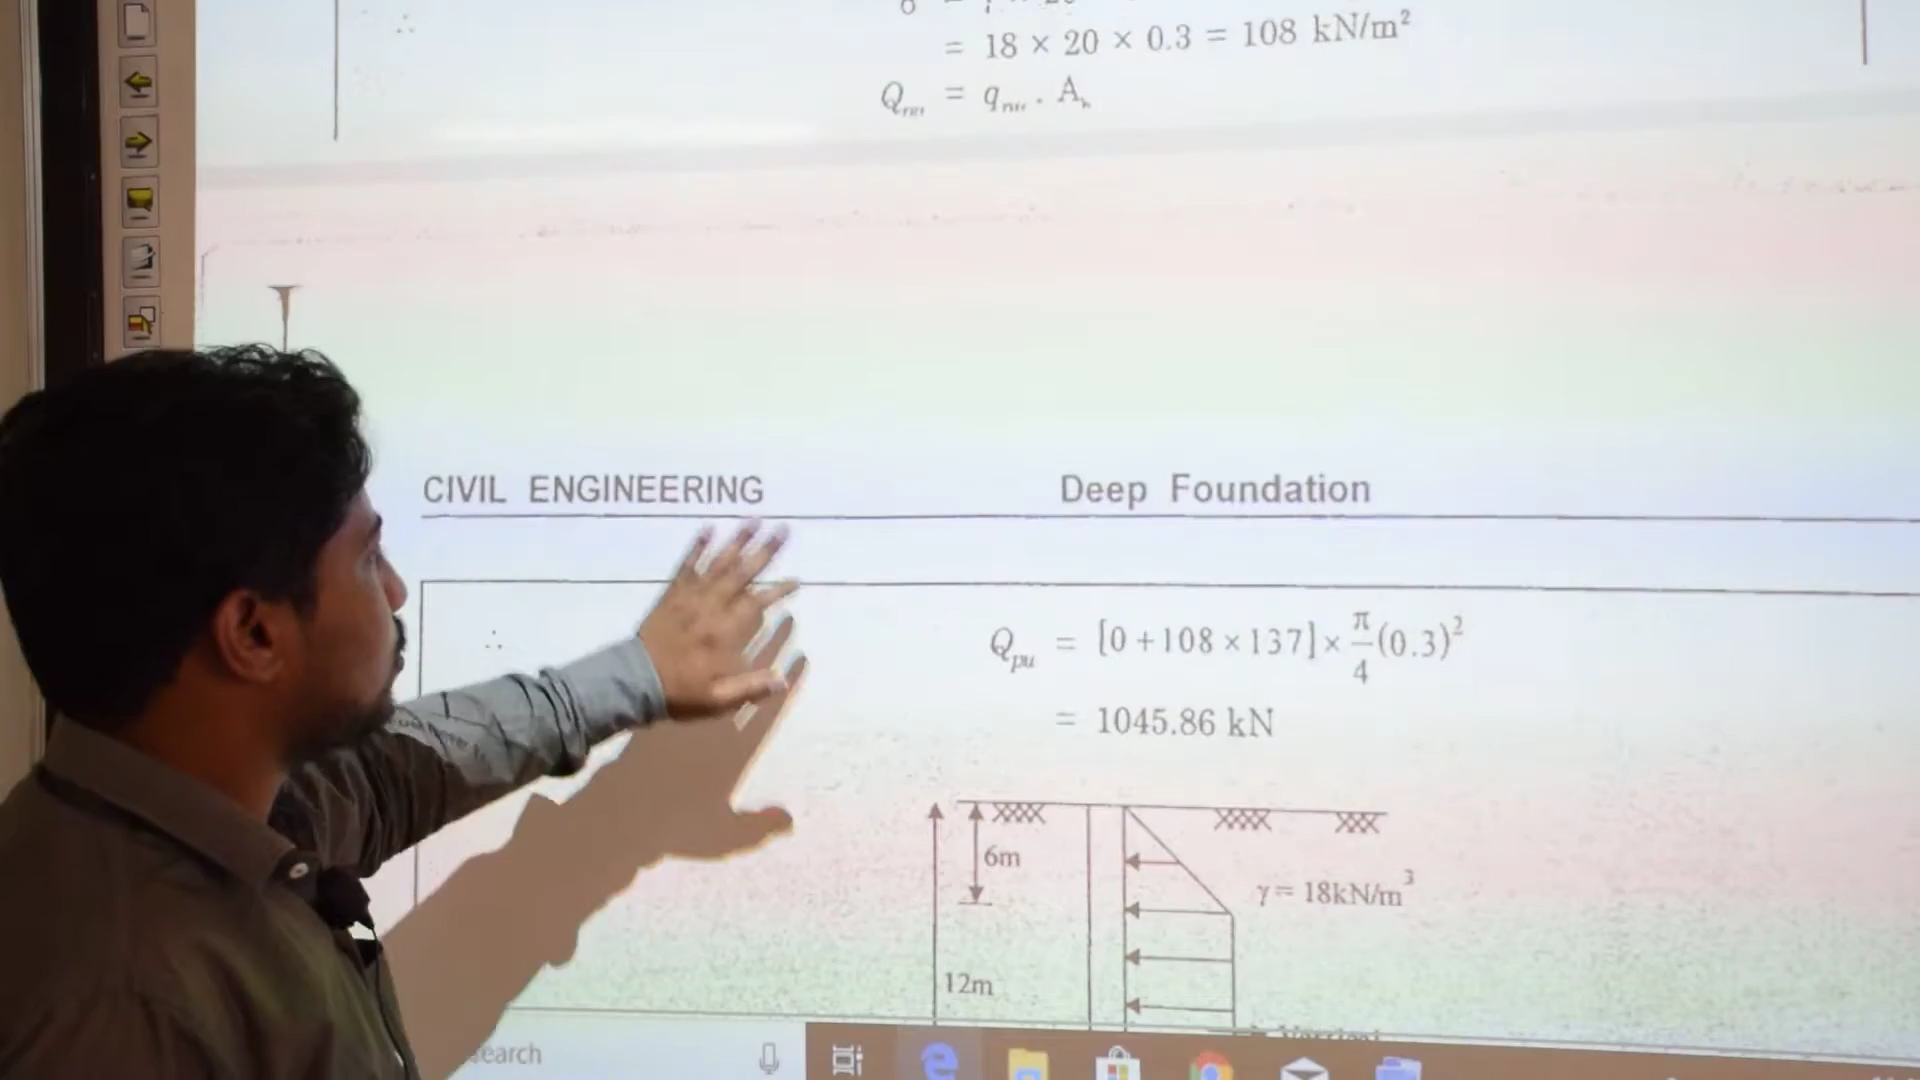 = 18 × 20 × 0.3 = 108 kN/m²
CIVIL ENGINEERING Deep Foundation
∴ Q_pu = [0 + 108 × 137] × π/4 (0.3)²
= 1045.86 kN
6m
γ = 18kN/m³
12m